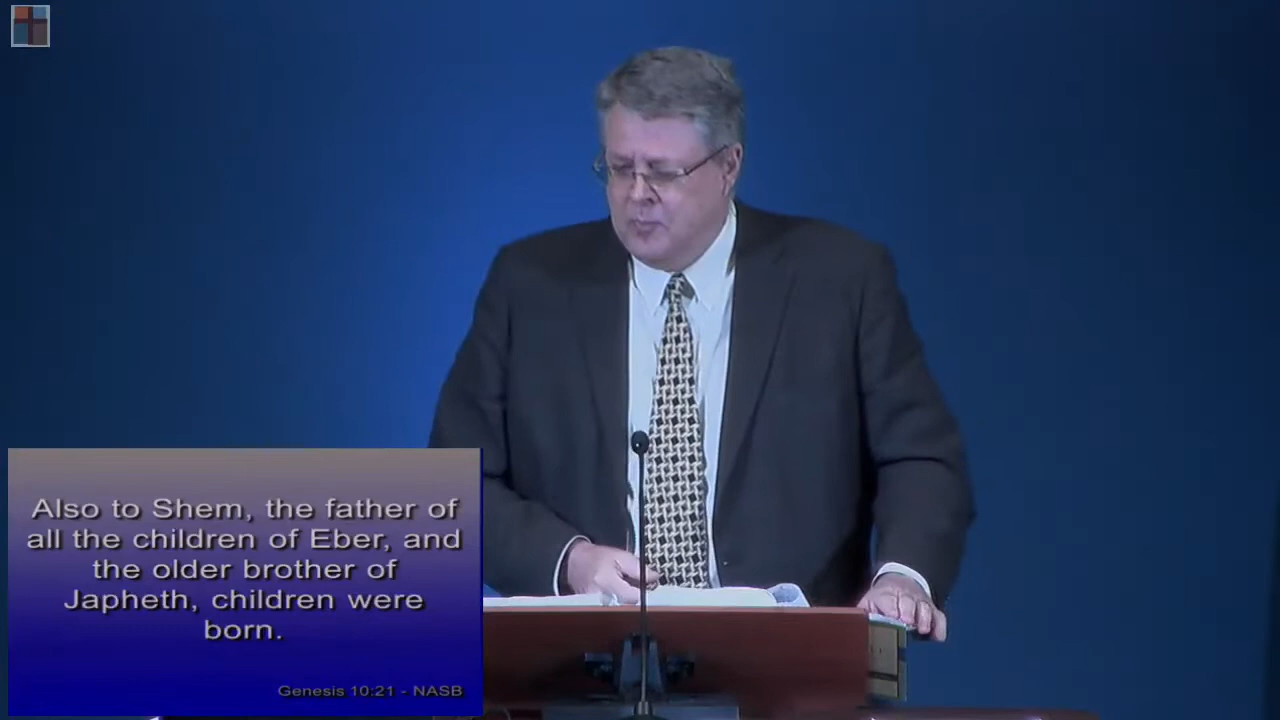 Also to Shem, the father of
all the children of Eber, and
the older brother of
Japheth, children were
born.
Genesis 10:21 - NASB